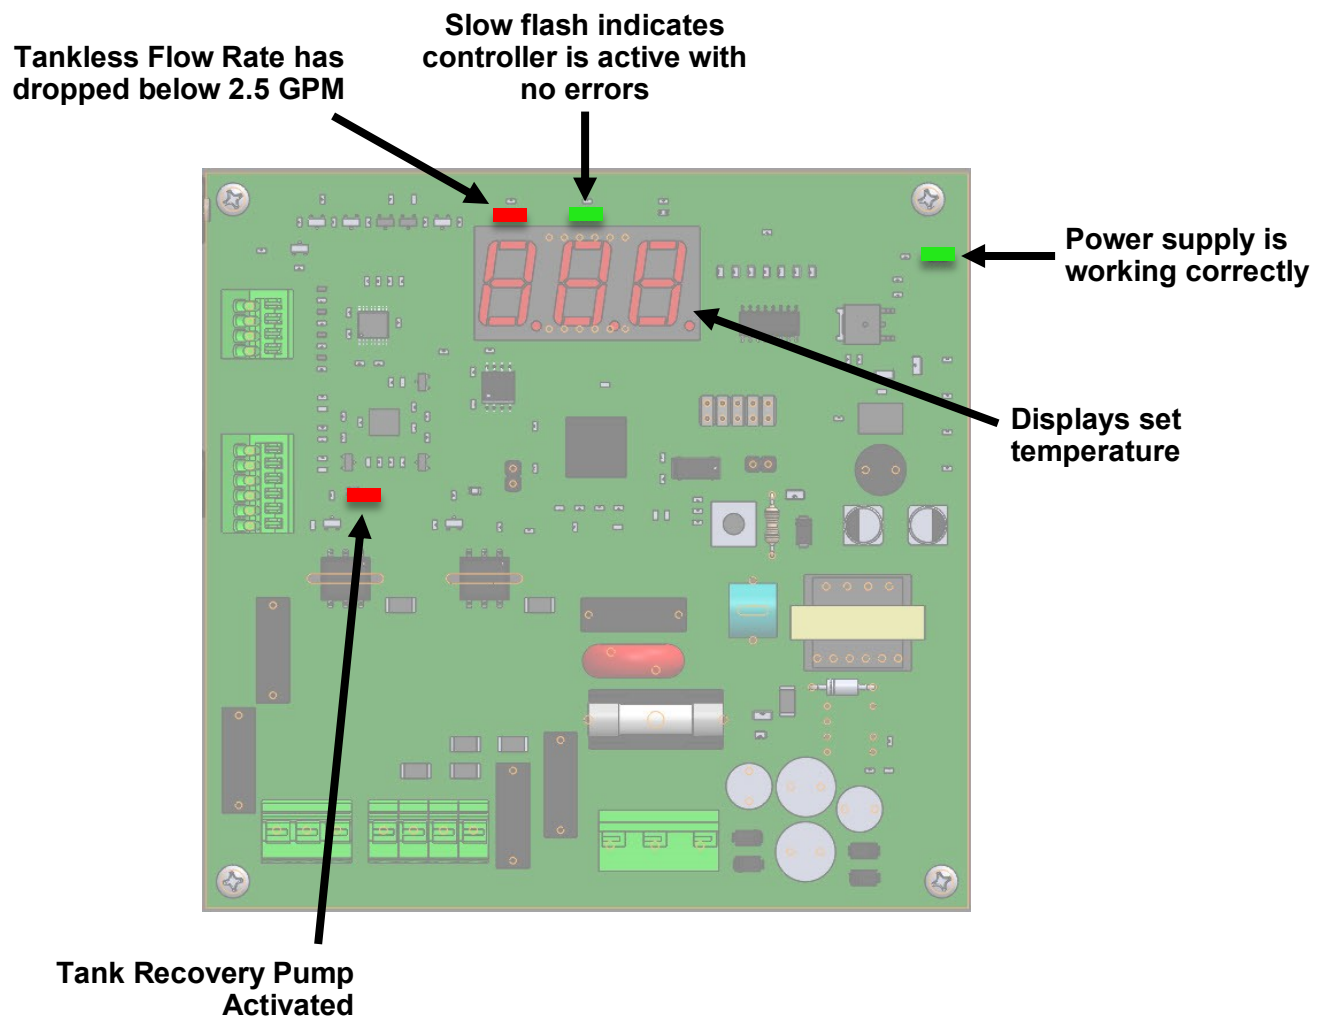 Slow flash indicates
controller is active with
no errors
Tankless Flow Rate has
dropped below 2.5 GPM
Power supply is
working correctly
Displays set
temperature
Tank Recovery Pump
Activated